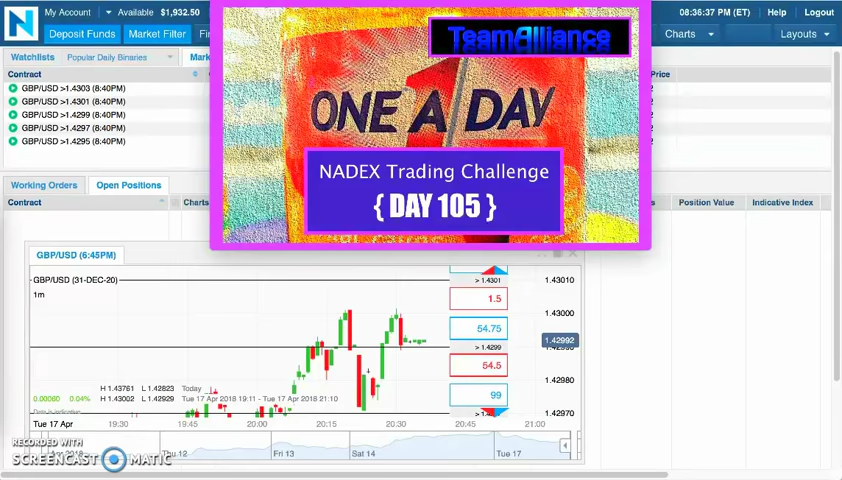 N
My Account
Available $1,932.50
08:36:37 PM (ET)
Help
Logout
Deposit Funds
Market Filter
Charts
Layouts
Watchlists
Popular Daily Binaries
Contract
GBP/USD >1.4303 (8:40PM)
GBP/USD >1.4301 (8:40PM)
GBP/USD >1.4299 (8:40PM)
GBP/USD >1.4297 (8:40PM)
GBP/USD >1.4295 (8:40PM)
TeamAlliance
ONE A DAY
NADEX Trading Challenge
{ DAY 105 }
Price
Working Orders
Open Positions
Contract
Charts
Position Value
Indicative Index
GBP/USD (6:45PM)
GBP/USD (31-DEC-20)
1m
> 1.4301
1.5
54.75
> 1.4299
54.5
99
1.43010
1.43000
1.42992
1.42980
1.42970
H 1.43761 L 1.42823 Today
0.00060 0.04% H 1.43002 L 1.42929 Tue 17 Apr 2018 19:11 - Tue 17 Apr 2018 21:10
Data is indicative
Tue 17 Apr
19:30
19:45
20:00
20:15
20:30
20:45
21:00
Thu 12
Fri 13
Sat 14
Tue 17
RECORDED WITH
SCREENCAST MATIC